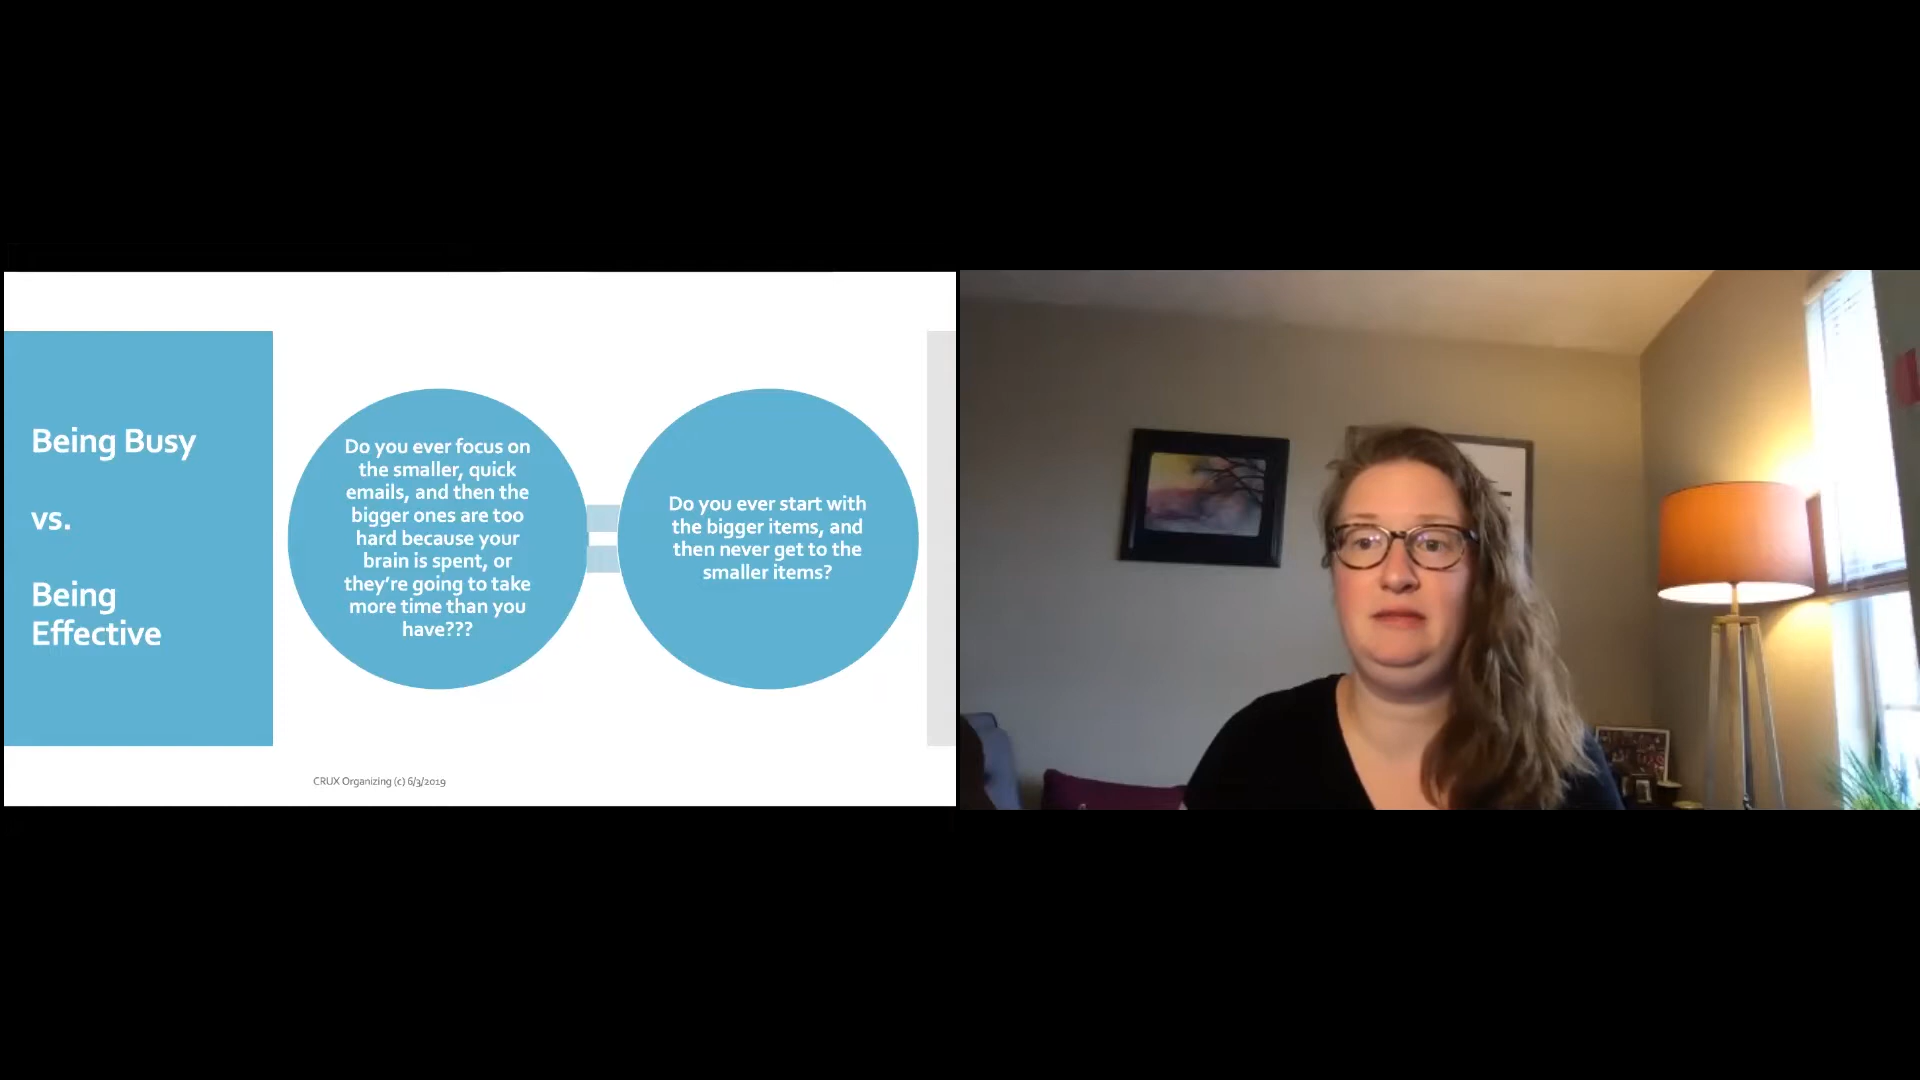 Being Busy
vs.
Being
Effective
Do you ever focus on
the smaller, quick
emails, and then the
bigger ones are too
hard because your
brain is spent, or
they’re going to take
more time than you
have???
Do you ever start with
the bigger items, and
then never get to the
smaller items?
CRUX Organizing (c) 6/3/2019